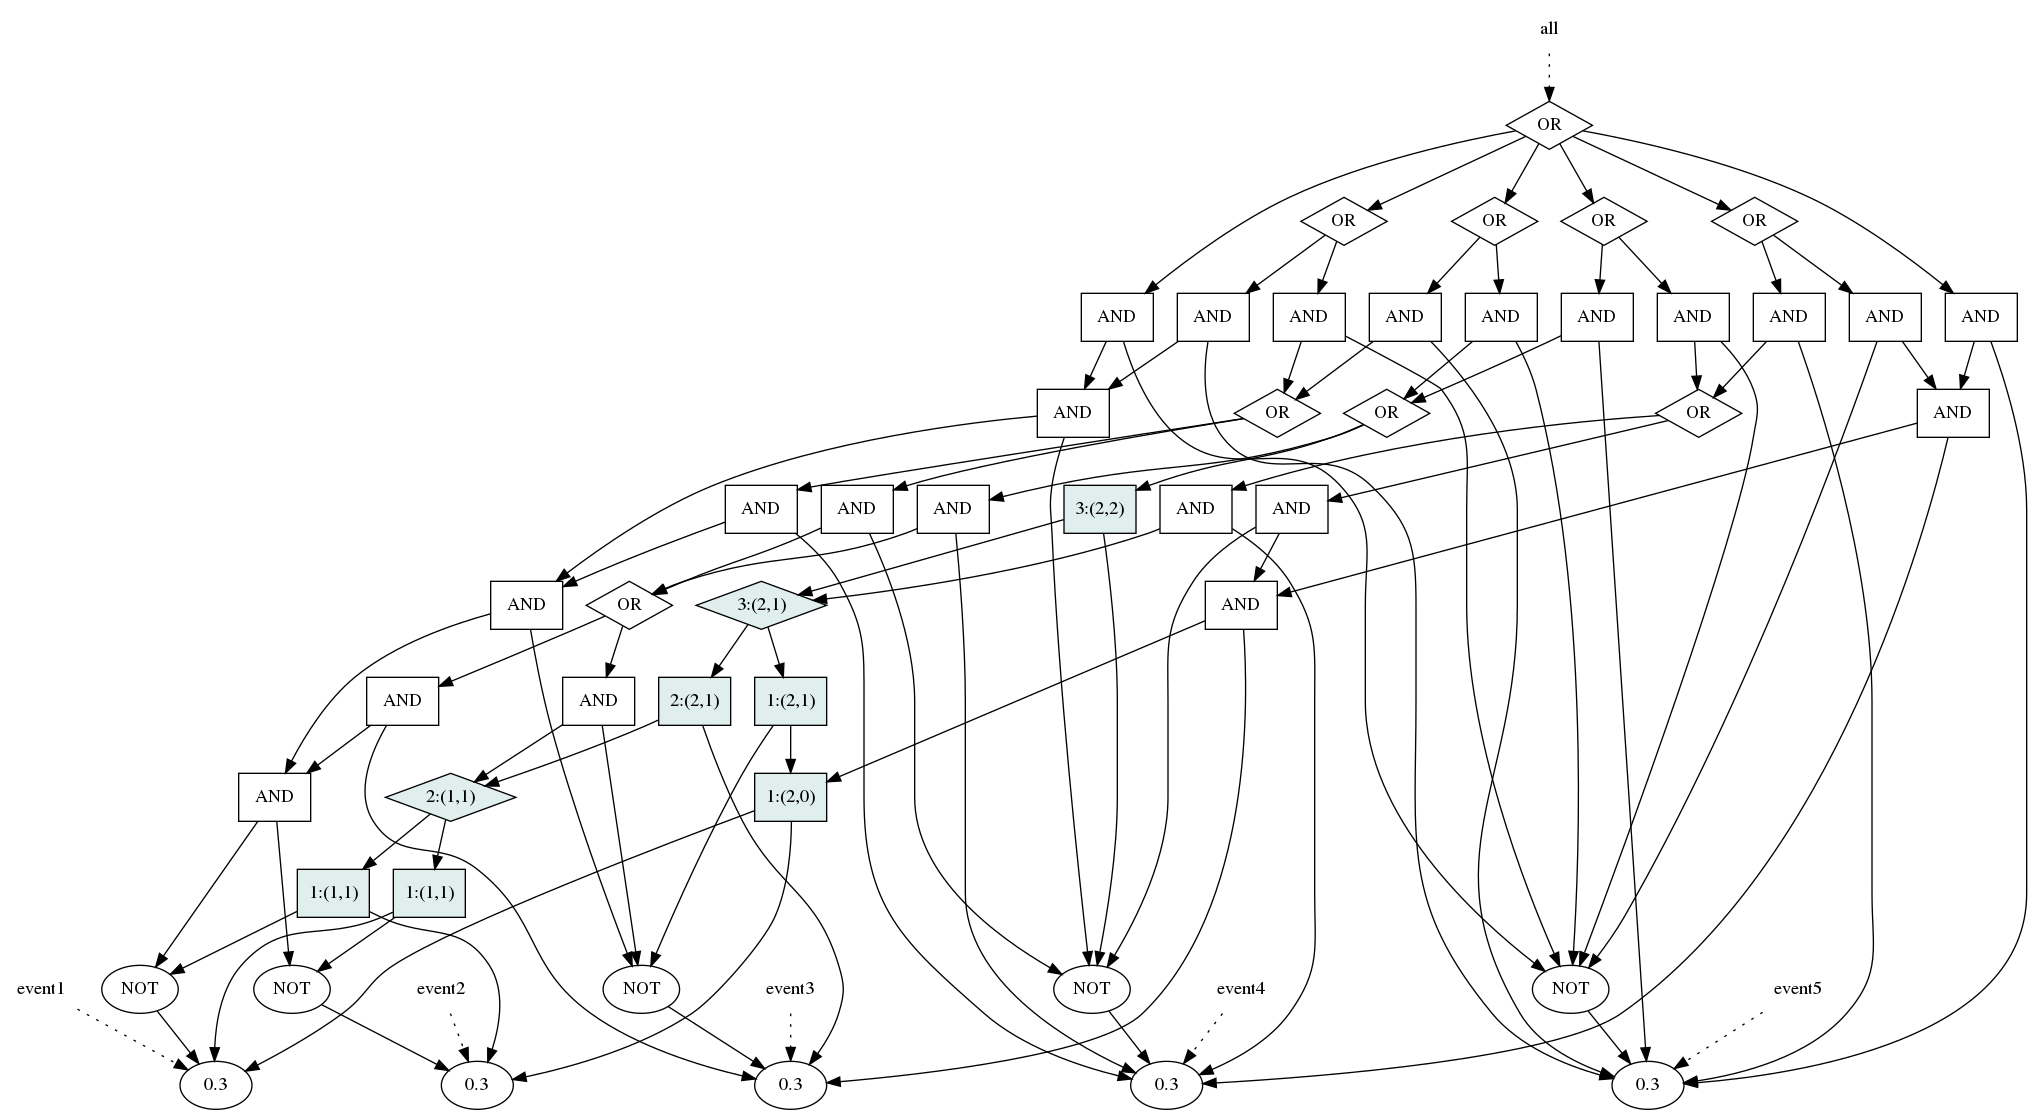 all
OR
OR OR OR OR
AND AND AND AND AND AND AND AND AND AND
AND OR OR OR AND
AND AND AND 3:(2,2) AND AND
AND OR 3:(2,1) AND
AND AND 2:(2,1) 1:(2,1)
AND 2:(1,1) 1:(2,0)
1:(1,1) 1:(1,1)
event1 NOT NOT event2 NOT event3 NOT event4 NOT event5
0.3 0.3 0.3 0.3 0.3